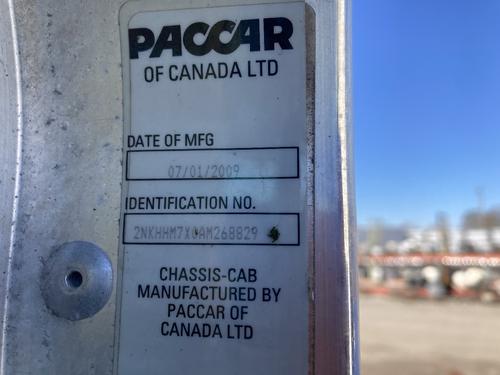 PACCAR
OF CANADA LTD
DATE OF MFG
07/01/2009
IDENTIFICATION NO.
2NKHHM7X0AM268829
CHASSIS-CAB
MANUFACTURED BY
PACCAR OF
CANADA LTD